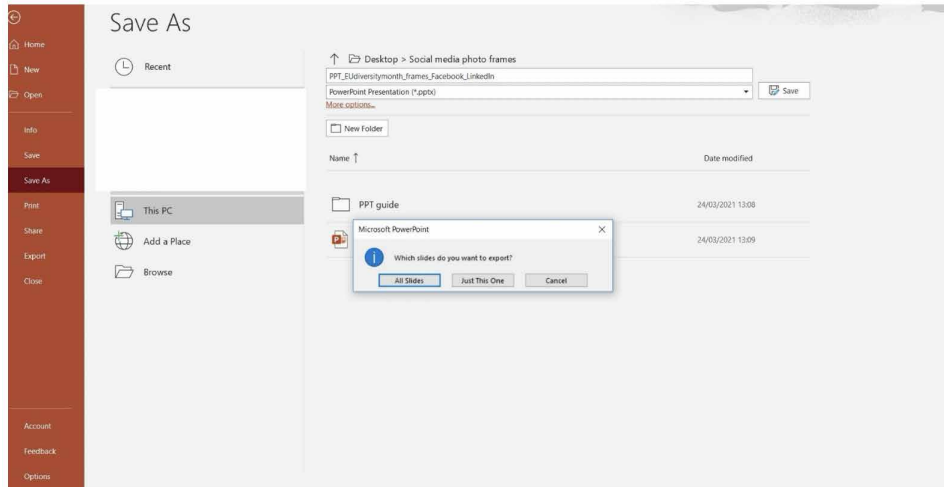 Save As
Home
New
Open
Info
Save
Save As
Print
Share
Export
Close
Account
Feedback
Options
Recent
This PC
Add a Place
Browse
Desktop > Social media photo frames
PPT_EUdiversitymonth_frames_Facebook_LinkedIn
PowerPoint Presentation (*.pptx)
Save
More options...
New Folder
Name ↑ Date modified
PPT guide 24/03/2021 13:08
24/03/2021 13:09
Microsoft PowerPoint
Which slides do you want to export?
All Slides Just This One Cancel